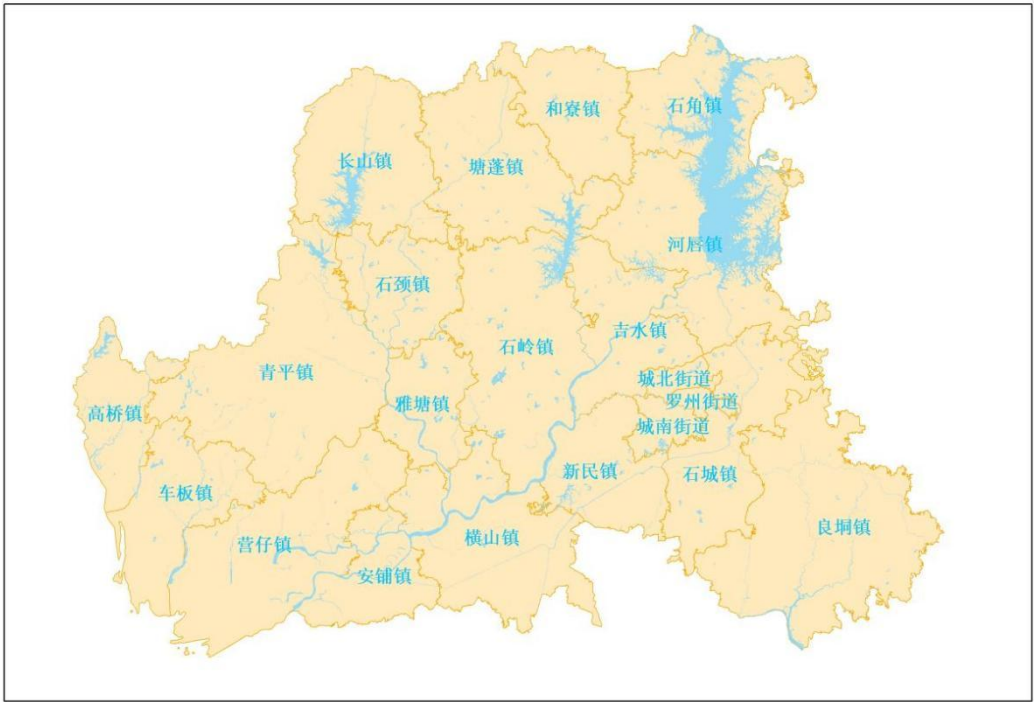 石角镇
和寮镇
长山镇
塘蓬镇
河唇镇
石颈镇
吉水镇
石岭镇
青平镇
城北街道
罗州街道
雅塘镇
高桥镇
城南街道
新民镇
石城镇
车板镇
良垌镇
横山镇
营仔镇
安铺镇